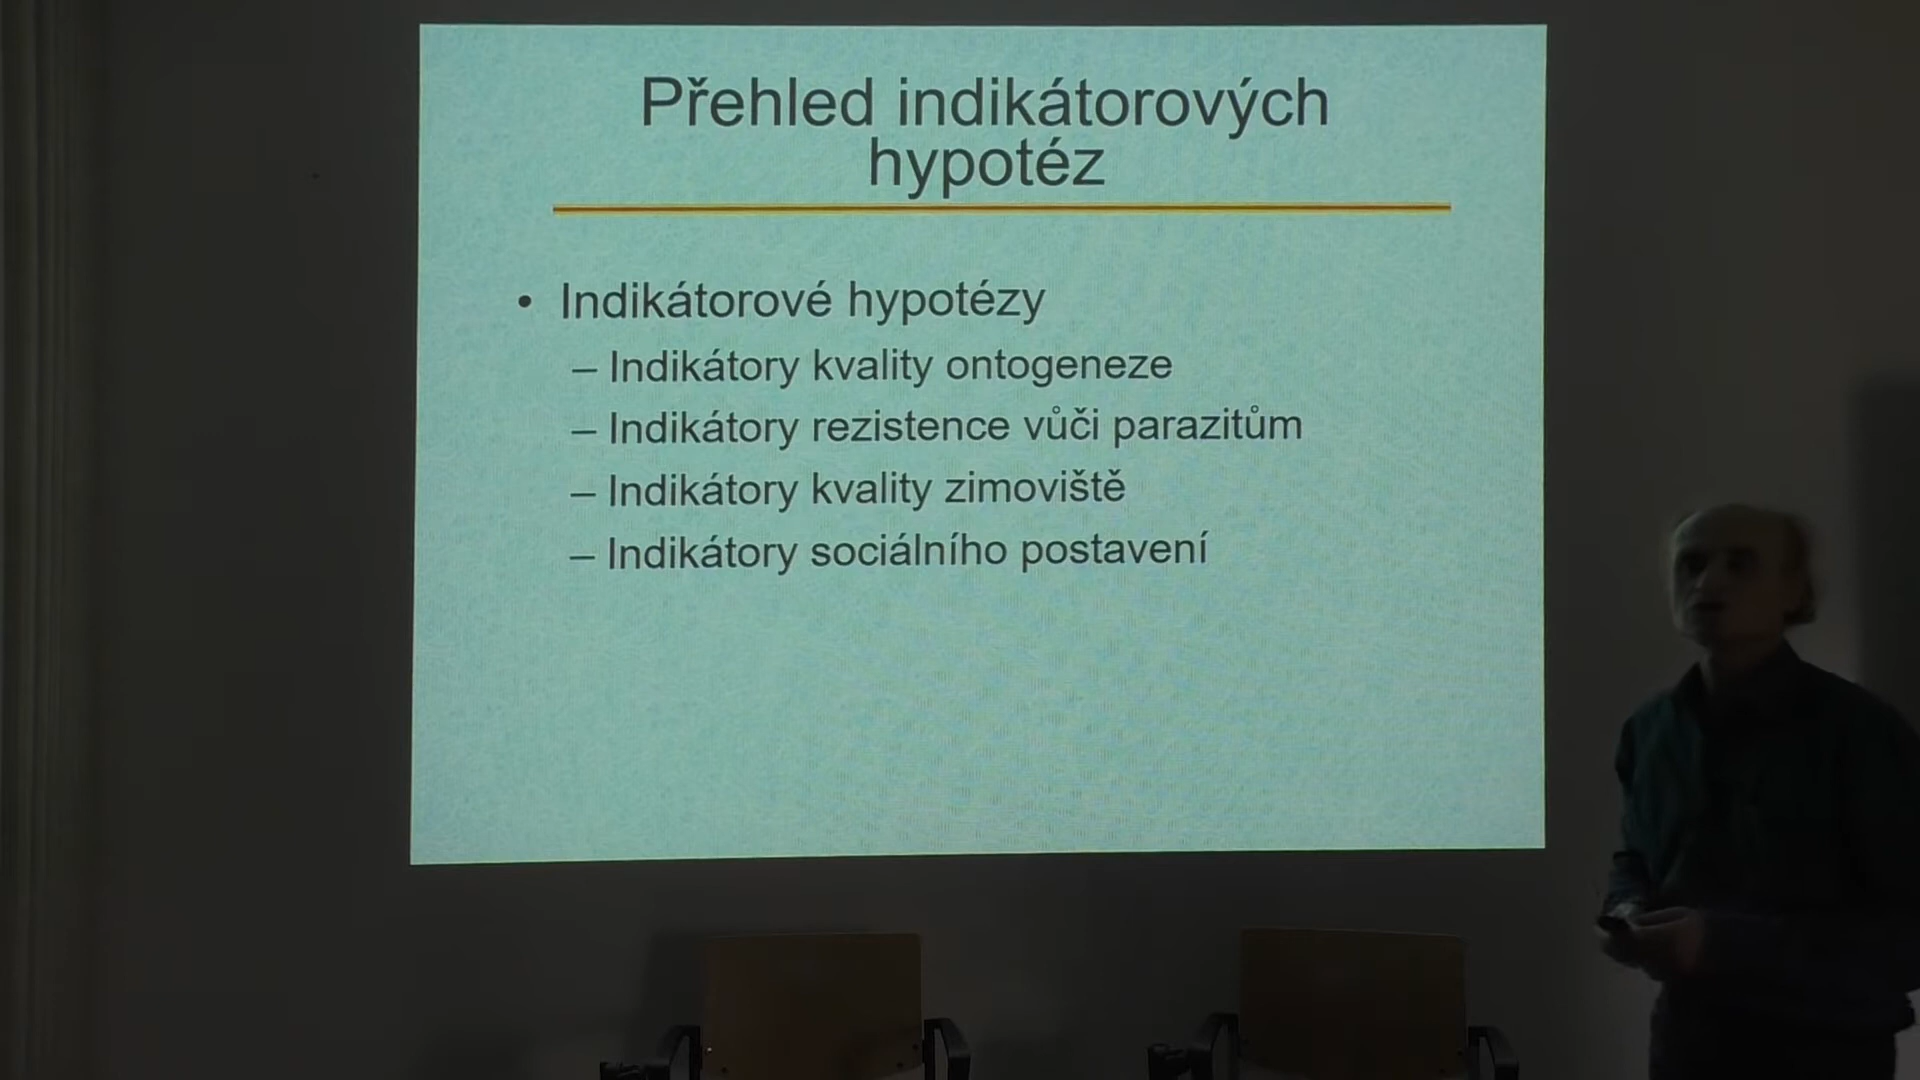 Přehled indikátorových
hypotéz
• Indikátorové hypotézy
– Indikátory kvality ontogeneze
– Indikátory rezistence vůči parazitům
– Indikátory kvality zimoviště
– Indikátory sociálního postavení